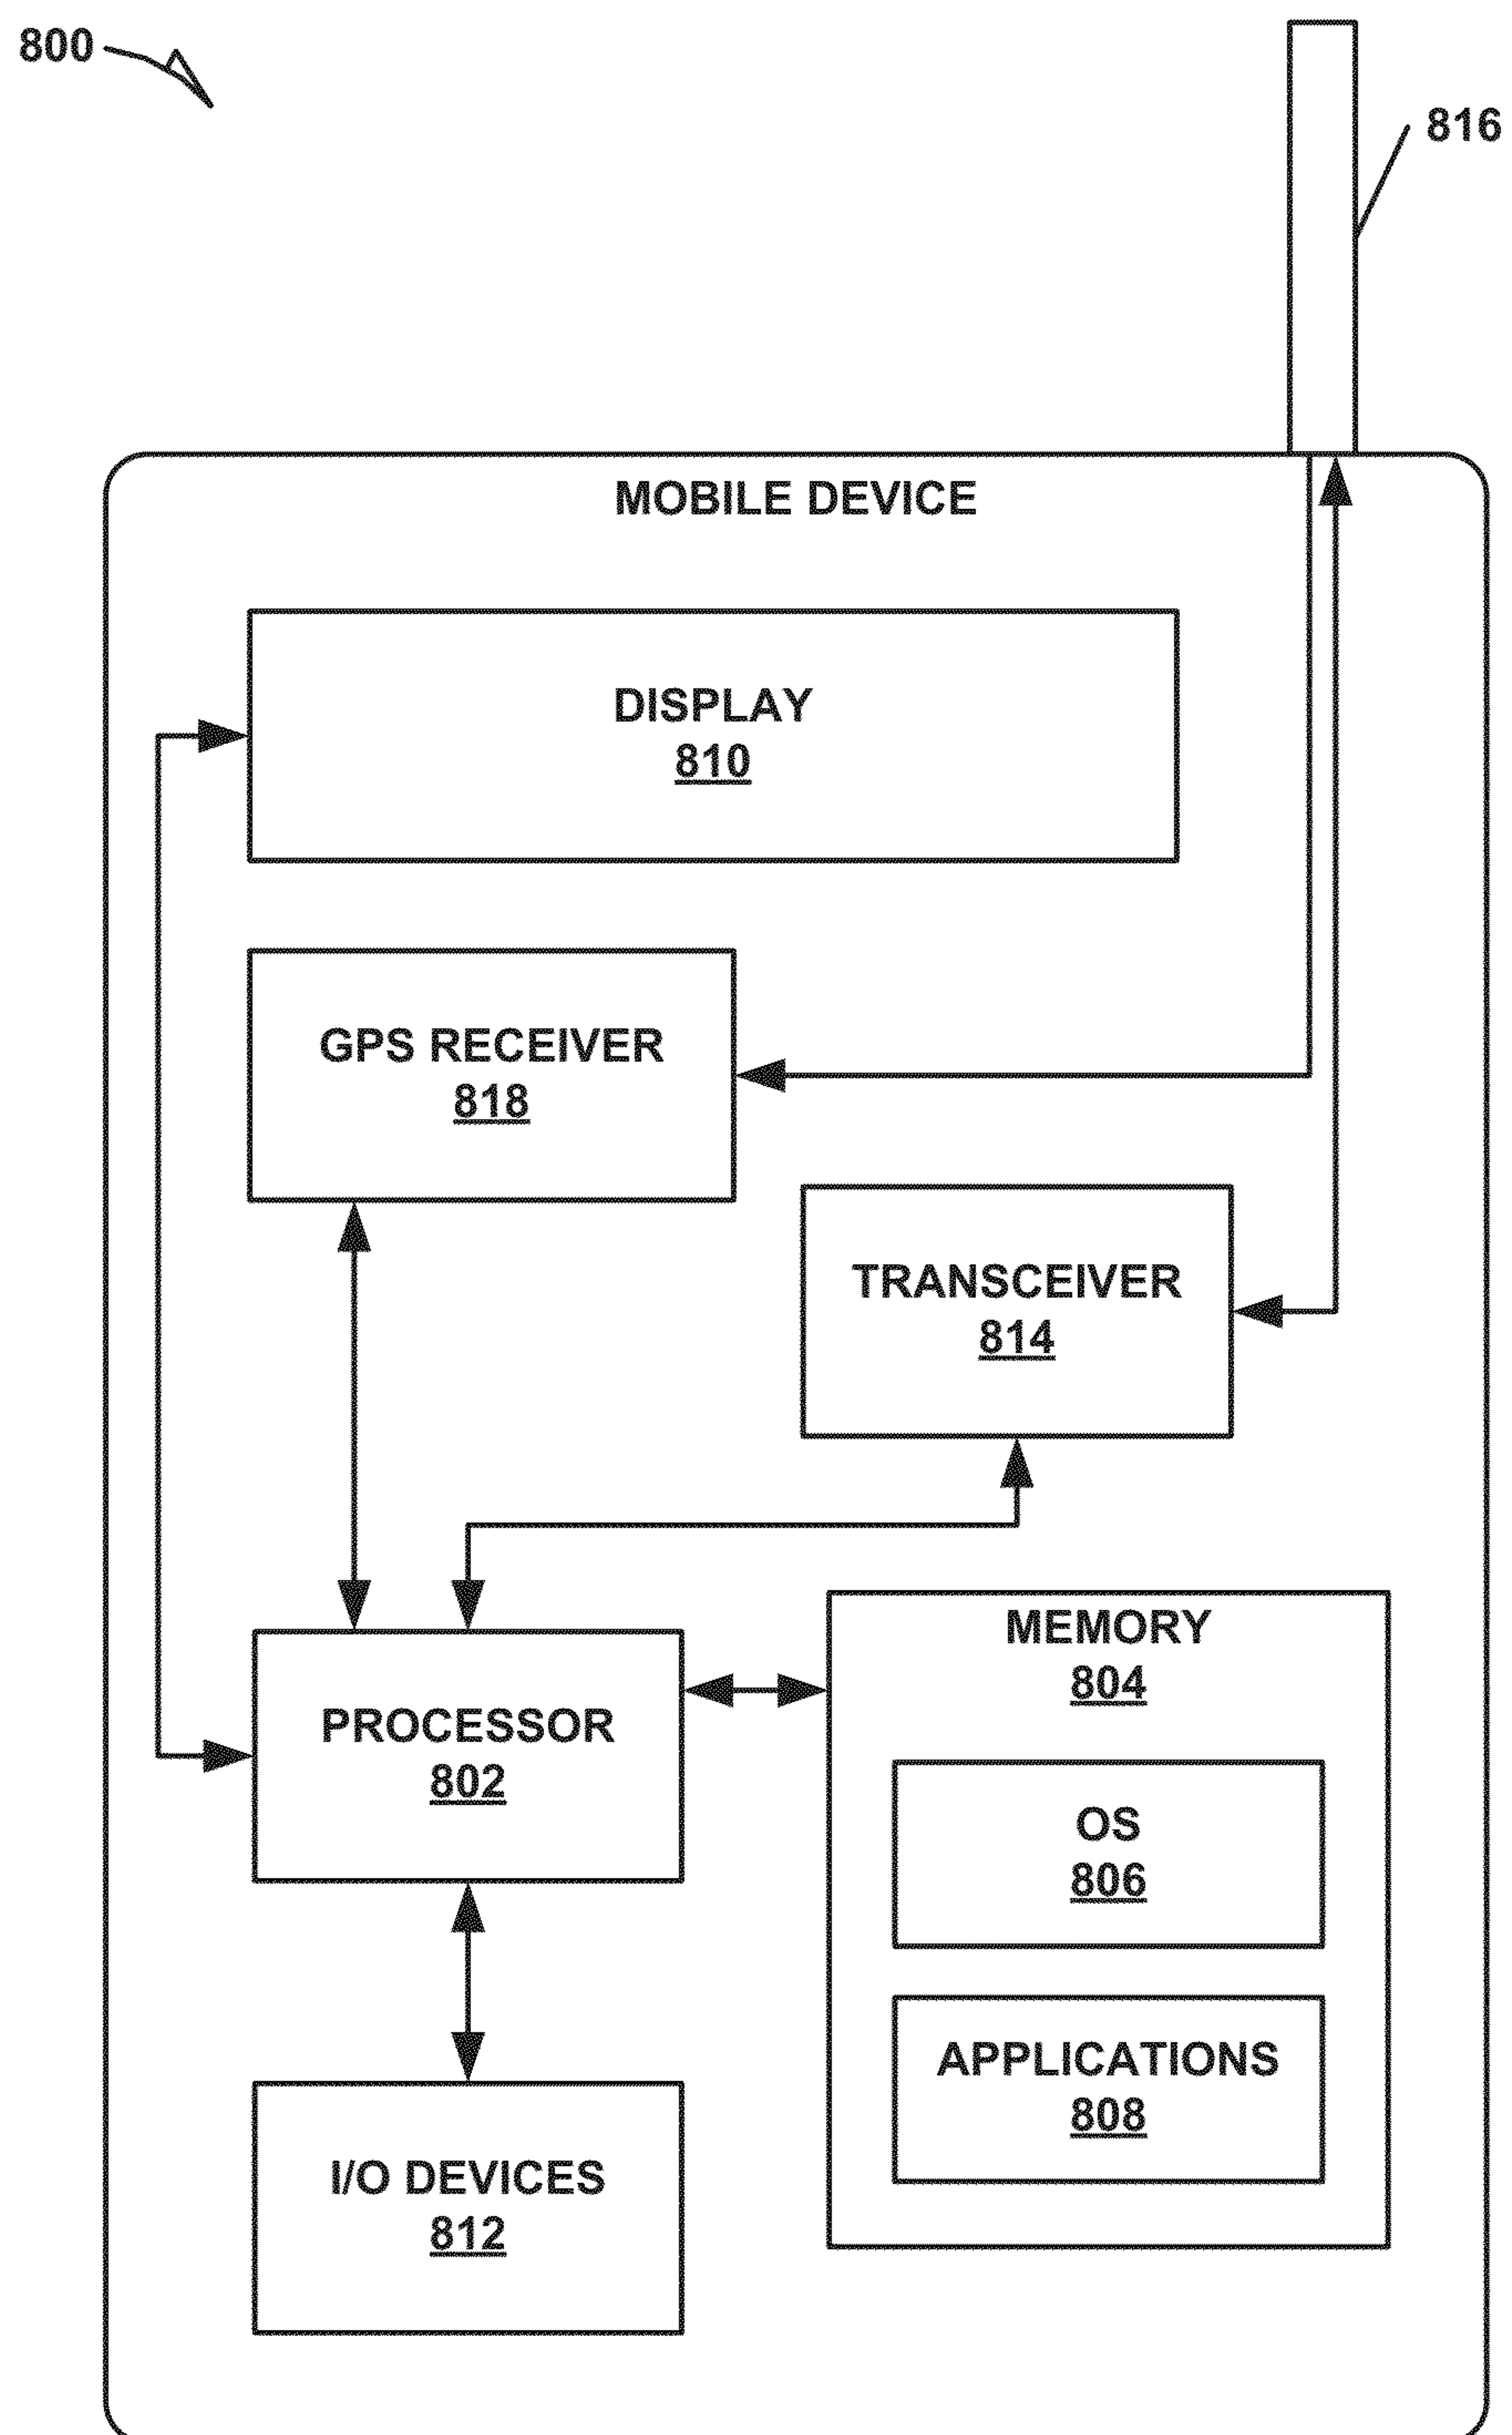 800
816
MOBILE DEVICE
DISPLAY
810
GPS RECEIVER
818
TRANSCEIVER
814
MEMORY
804
PROCESSOR
802
OS
806
APPLICATIONS
808
I/O DEVICES
812